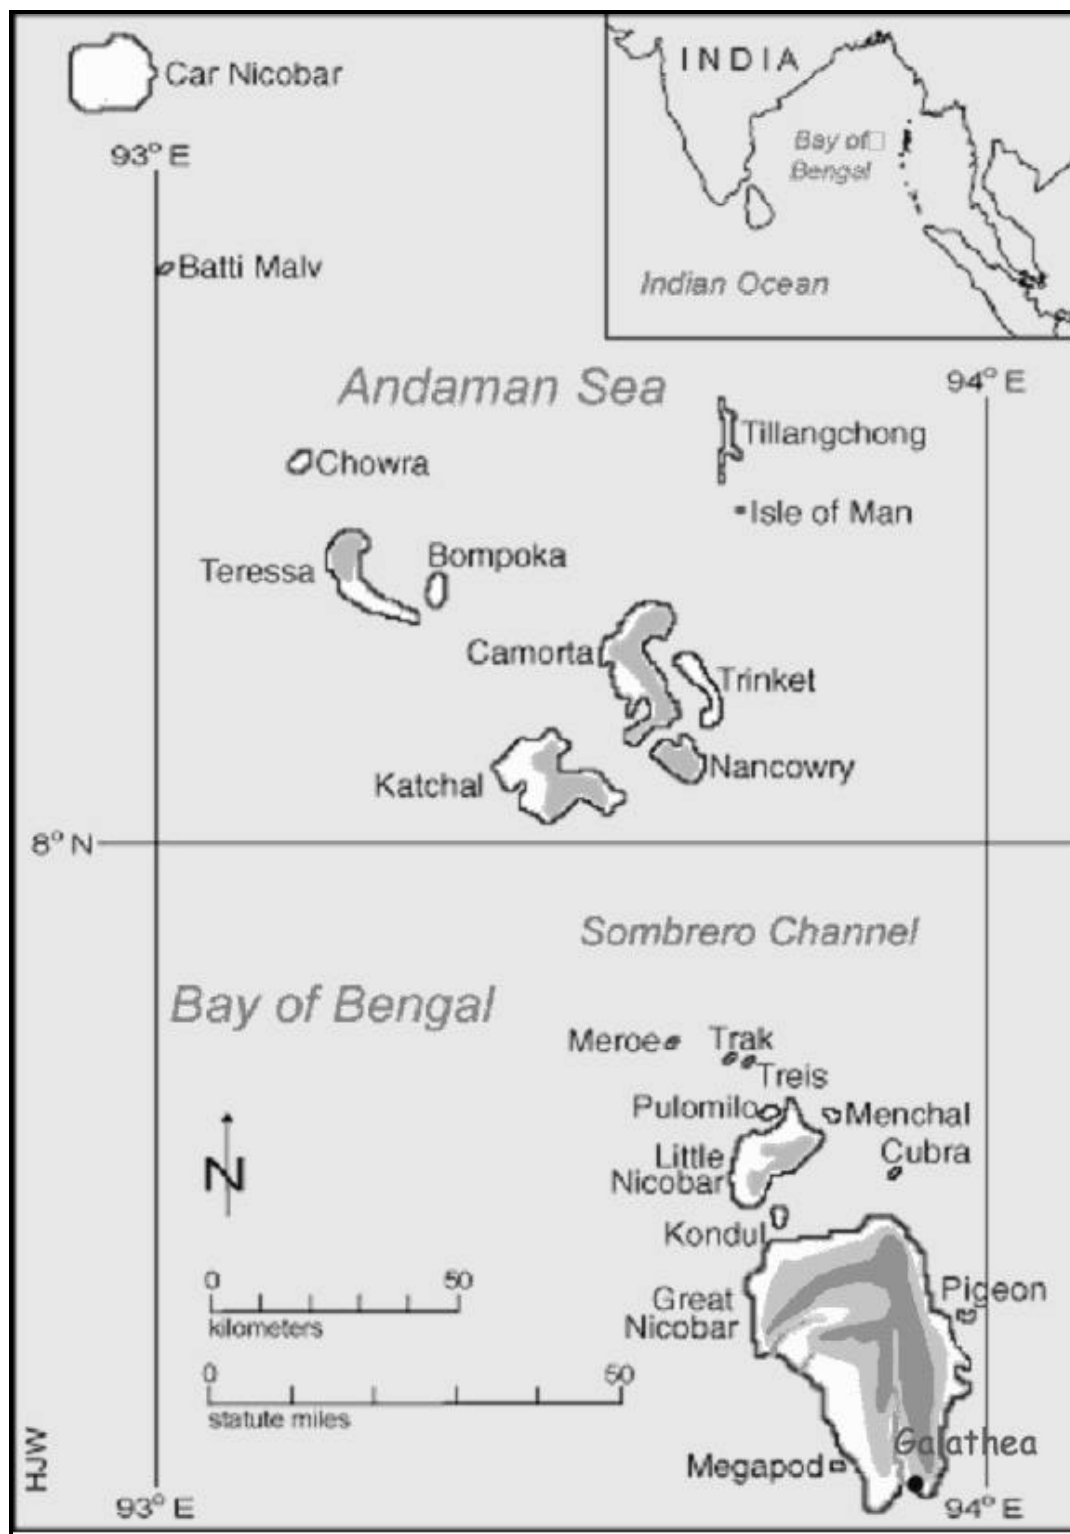 Car Nicobar
INDIA
Bay of
Bengal
Indian Ocean
93° E
Batti Malv
Andaman Sea
94° E
Tillangchong
Chowra
Isle of Man
Teressa
Bompoka
Camorta
Trinket
Katchal
Nancowry
8° N
Sombrero Channel
Bay of Bengal
Meroe
Trak
Treis
Pulomilo
Menchal
Little
Nicobar
Cubra
N
Kondul
0 50
kilometers
Great
Nicobar
Pigeon
0 50
statute miles
Galathea
Megapod
HJW
93° E
94° E